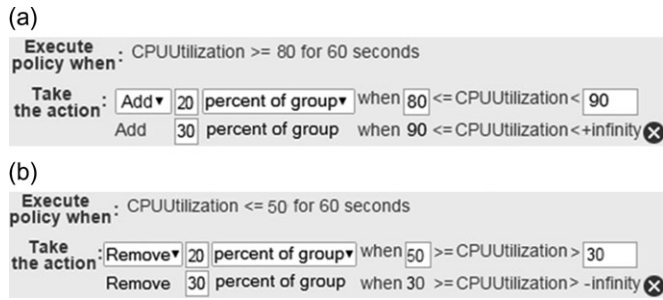 (a)
Execute policy when: CPUUtilization >= 80 for 60 seconds
Take the action: Add▾ 20 percent of group▾ when 80 <= CPUUtilization < 90
Add 30 percent of group when 90 <= CPUUtilization < +infinity
(b)
Execute policy when: CPUUtilization <= 50 for 60 seconds
Take the action: Remove▾ 20 percent of group▾ when 50 >= CPUUtilization > 30
Remove 30 percent of group when 30 >= CPUUtilization > -infinity